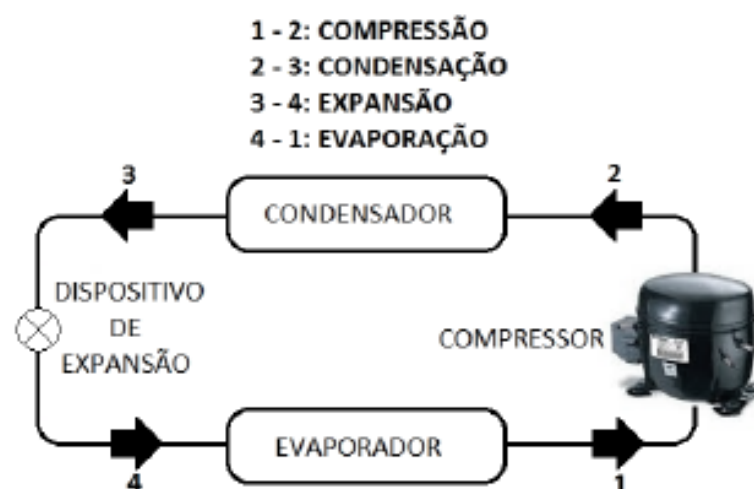 1 - 2: COMPRESSÃO
2 - 3: CONDENSAÇÃO
3 - 4: EXPANSÃO
4 - 1: EVAPORAÇÃO
3
2
CONDENSADOR
DISPOSITIVO
DE
EXPANSÃO
COMPRESSOR
EVAPORADOR
4
1